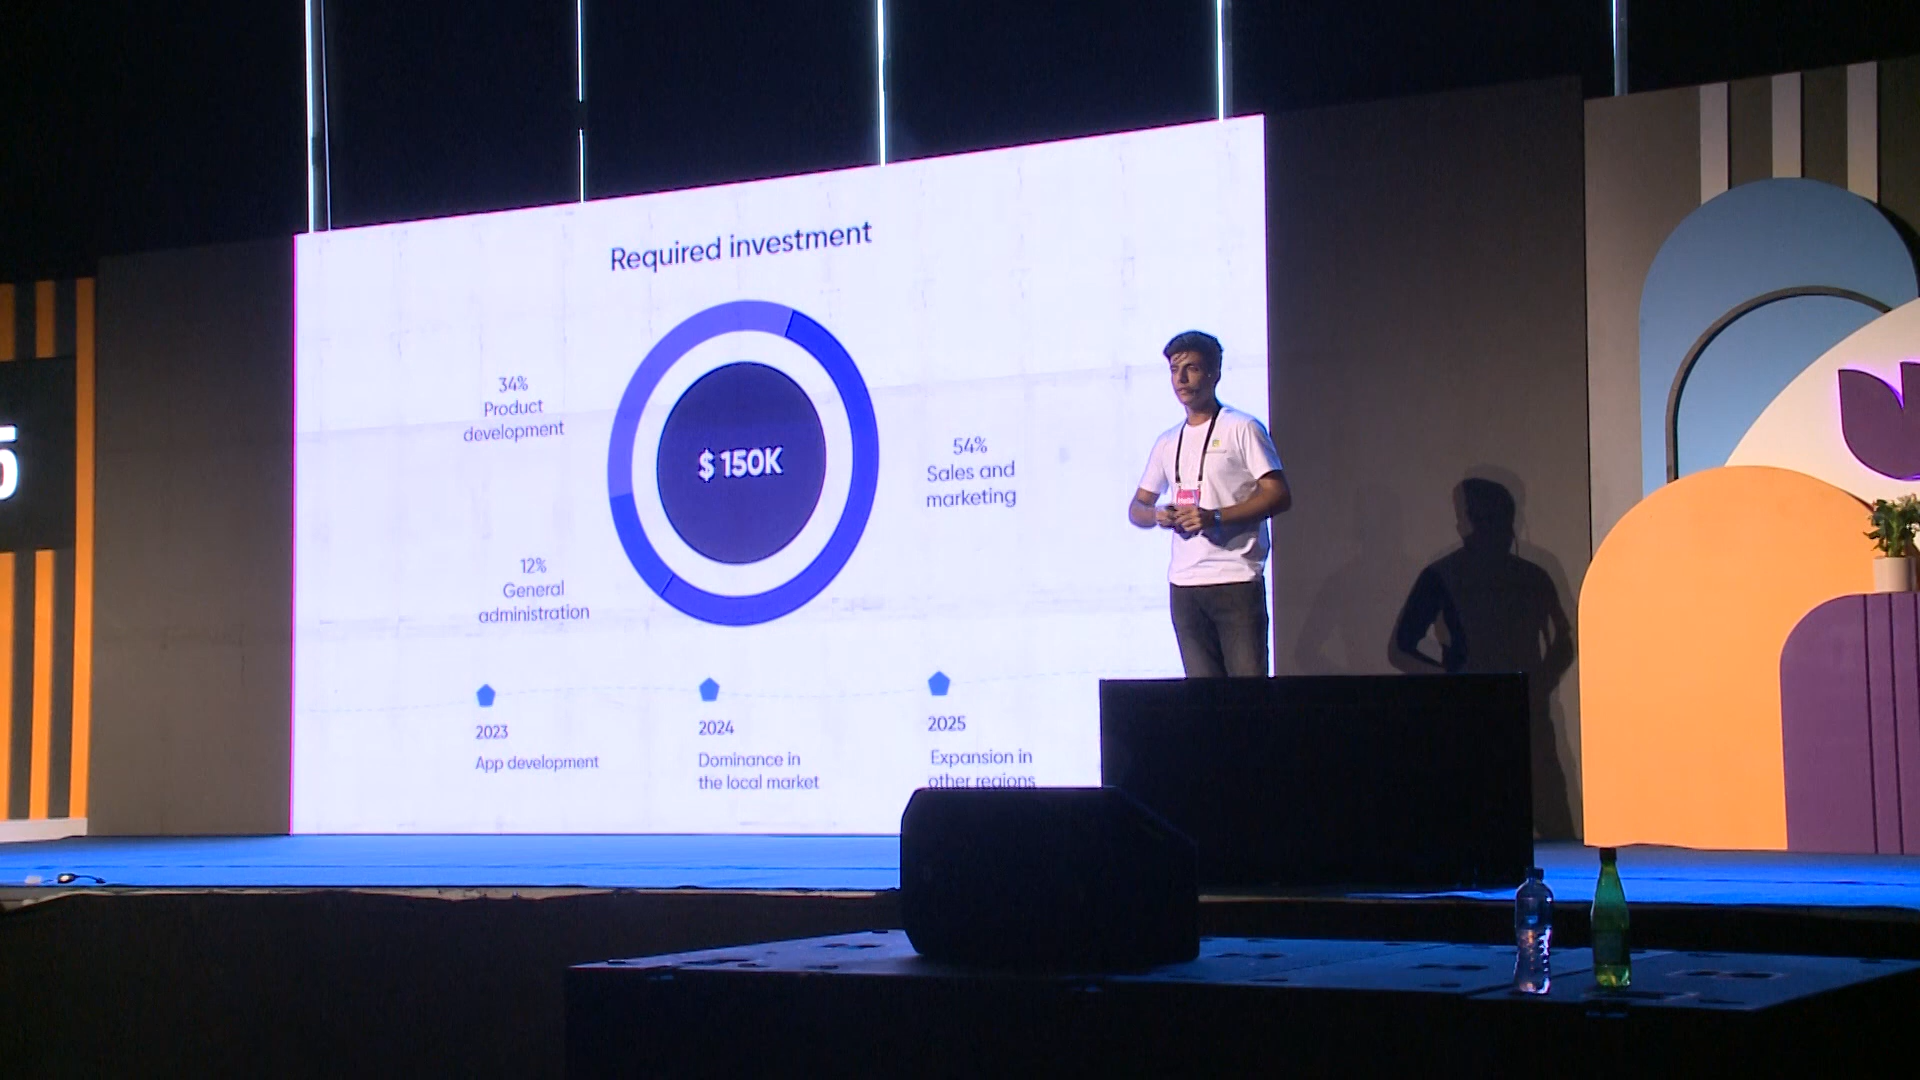 Required investment
34%
Product
development
$ 150K
54%
Sales and
marketing
12%
General
administration
2023
App development
2024
Dominance in
the local market
2025
Expansion in
other regions
5